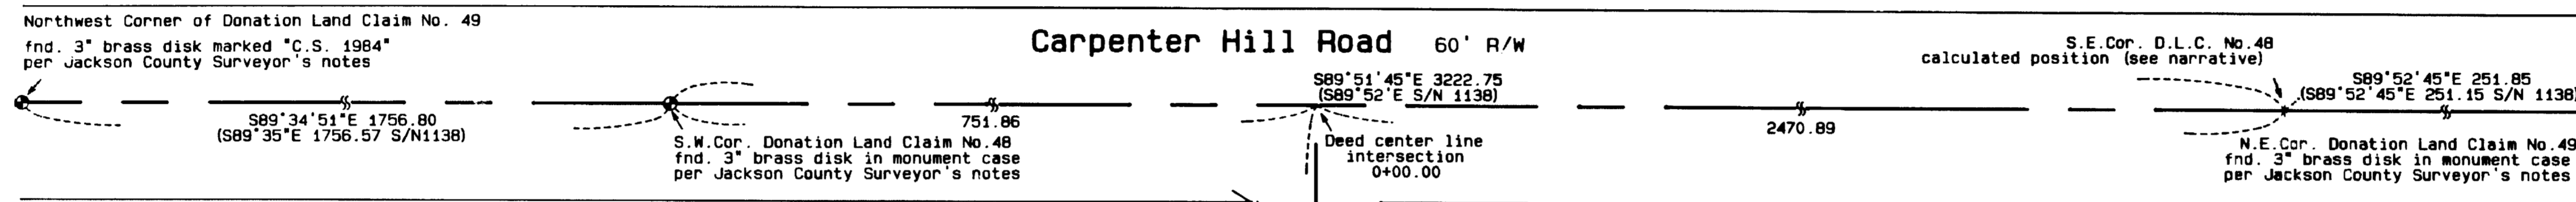 Northwest Corner of Donation Land Claim No. 49
fnd. 3" brass disk marked "C.S. 1984"
per Jackson County Surveyor's notes
S89°34'51"E 1756.80
(S89°35"E 1756.57 S/N1138)
S.W.Cor. Donation Land Claim No.48
fnd. 3" brass disk in monument case
per Jackson County Surveyor's notes
751.86
Carpenter Hill Road 60' R/W
S89°51'45"E 3222.75
(S89°52'E S/N 1138)
Deed center line
intersection
0+00.00
2470.89
S.E.Cor. D.L.C. No.48
calculated position (see narrative)
S89°52'45"E 251.85
(S89°52'45"E 251.15 S/N 1138)
N.E.Cor. Donation Land Claim No.49
fnd. 3" brass disk in monument case
per Jackson County Surveyor's notes